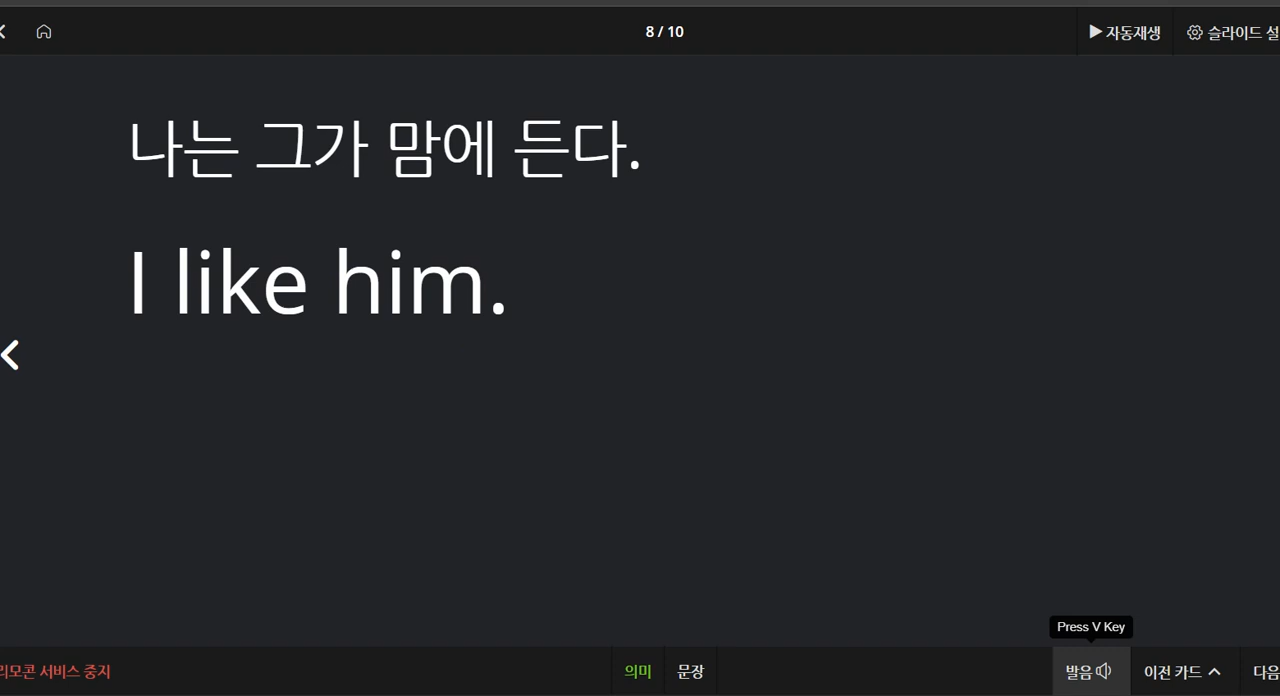 8 / 10
자동재생
슬라이드 설
나는 그가 맘에 든다.
I like him.
Press V Key
리모콘 서비스 중지
의미
문장
발음
이전 카드
다음